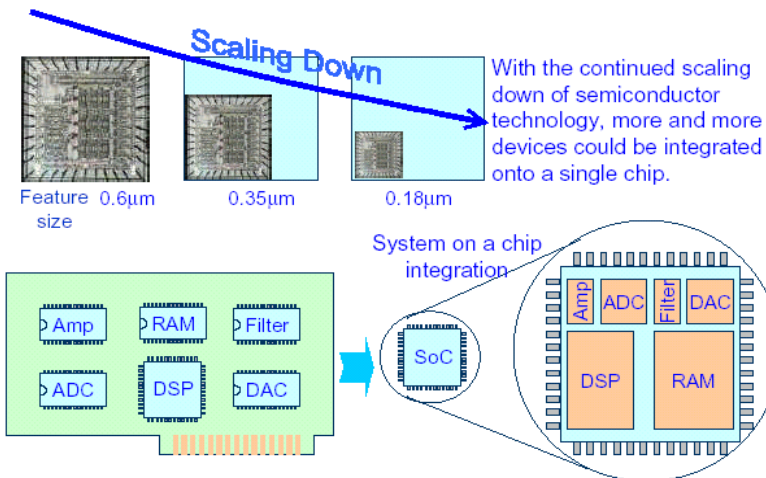 Scaling Down
With the continued scaling
down of semiconductor
technology, more and more
devices could be integrated
onto a single chip.
Feature size
0.6µm
0.35µm
0.18µm
System on a chip
integration
Amp
RAM
Filter
ADC
DSP
DAC
SoC
Amp
ADC
Filter
DAC
DSP
RAM